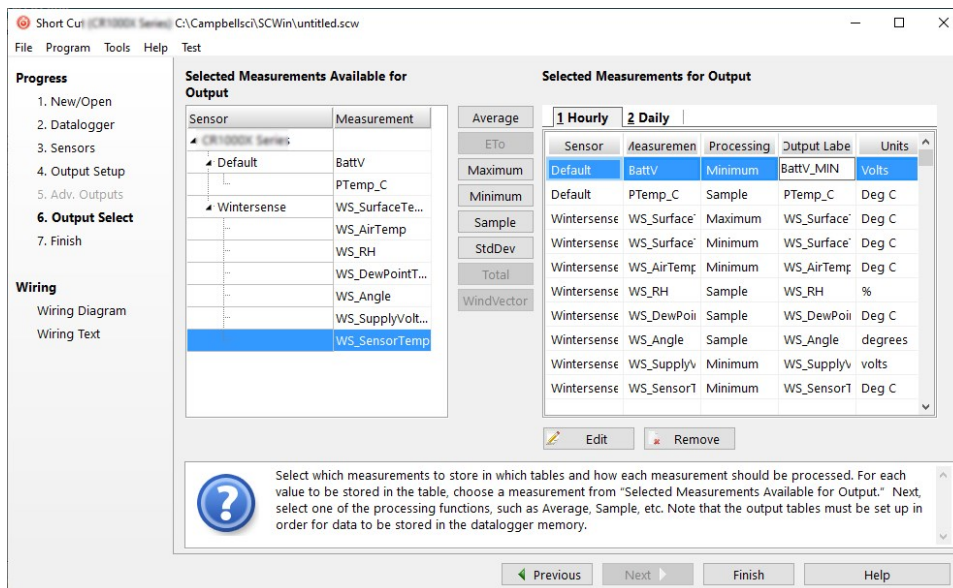 Short Cut (CR1000X Series) C:\Campbellsci\SCWin\untitled.scw
File Program Tools Help Test
Progress
1. New/Open
2. Datalogger
3. Sensors
4. Output Setup
5. Adv. Outputs
6. Output Select
7. Finish
Wiring
Wiring Diagram
Wiring Text
Selected Measurements Available for
Output
Sensor Measurement
CR1000X Series
Default BattV
PTemp_C
Wintersense WS_SurfaceTe...
WS_AirTemp
WS_RH
WS_DewPointT...
WS_Angle
WS_SupplyVolt...
WS_SensorTemp
Average
ETo
Maximum
Minimum
Sample
StdDev
Total
WindVector
Selected Measurements for Output
1 Hourly 2 Daily
Sensor Measuremen Processing Output Labe Units
Default BattV Minimum BattV_MIN Volts
Default PTemp_C Sample PTemp_C Deg C
Wintersense WS_Surface Maximum WS_Surface Deg C
Wintersense WS_Surface Minimum WS_Surface Deg C
Wintersense WS_AirTemp Minimum WS_AirTemp Deg C
Wintersense WS_RH Sample WS_RH %
Wintersense WS_DewPoi Sample WS_DewPoi Deg C
Wintersense WS_Angle Sample WS_Angle degrees
Wintersense WS_SupplyV Minimum WS_SupplyV volts
Wintersense WS_SensorT Minimum WS_SensorT Deg C
Edit Remove
Select which measurements to store in which tables and how each measurement should be processed. For each
value to be stored in the table, choose a measurement from "Selected Measurements Available for Output." Next,
select one of the processing functions, such as Average, Sample, etc. Note that the output tables must be set up in
order for data to be stored in the datalogger memory.
Previous Next Finish Help